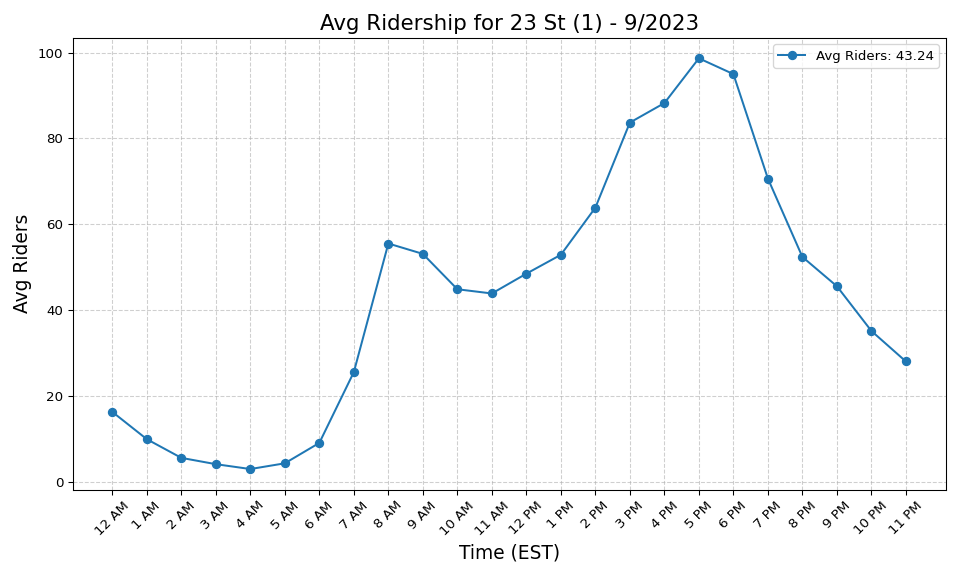 Avg Ridership for 23 St (1) - 9/2023
Avg Riders: 43.24
Avg Riders
100
80
60
40
20
0
12 AM
1 AM
2 AM
3 AM
4 AM
5 AM
6 AM
7 AM
8 AM
9 AM
10 AM
11 AM
12 PM
1 PM
2 PM
3 PM
4 PM
5 PM
6 PM
7 PM
8 PM
9 PM
10 PM
11 PM
Time (EST)